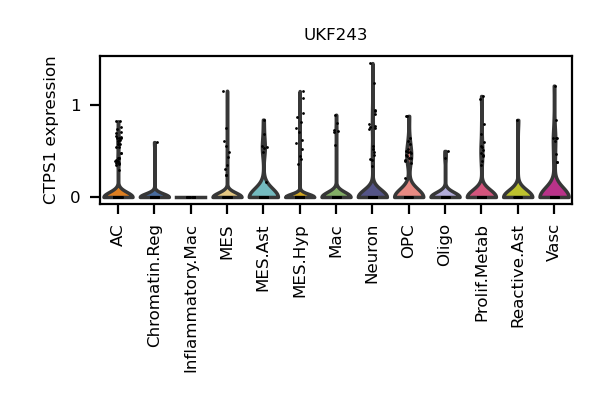 UKF243
CTPS1 expression
1
0
AC
Chromatin.Reg
Inflammatory.Mac
MES
MES.Ast
MES.Hyp
Mac
Neuron
OPC
Oligo
Prolif.Metab
Reactive.Ast
Vasc